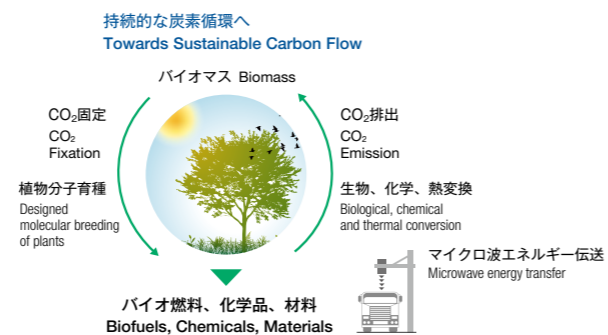 持続的な炭素循環へ
Towards Sustainable Carbon Flow
バイオマス Biomass
CO₂固定
CO₂
Fixation
植物分子育種
Designed
molecular breeding
of plants
CO₂排出
CO₂
Emission
生物、化学、熱変換
Biological, chemical
and thermal conversion
マイクロ波エネルギー伝送
Microwave energy transfer
バイオ燃料、化学品、材料
Biofuels, Chemicals, Materials